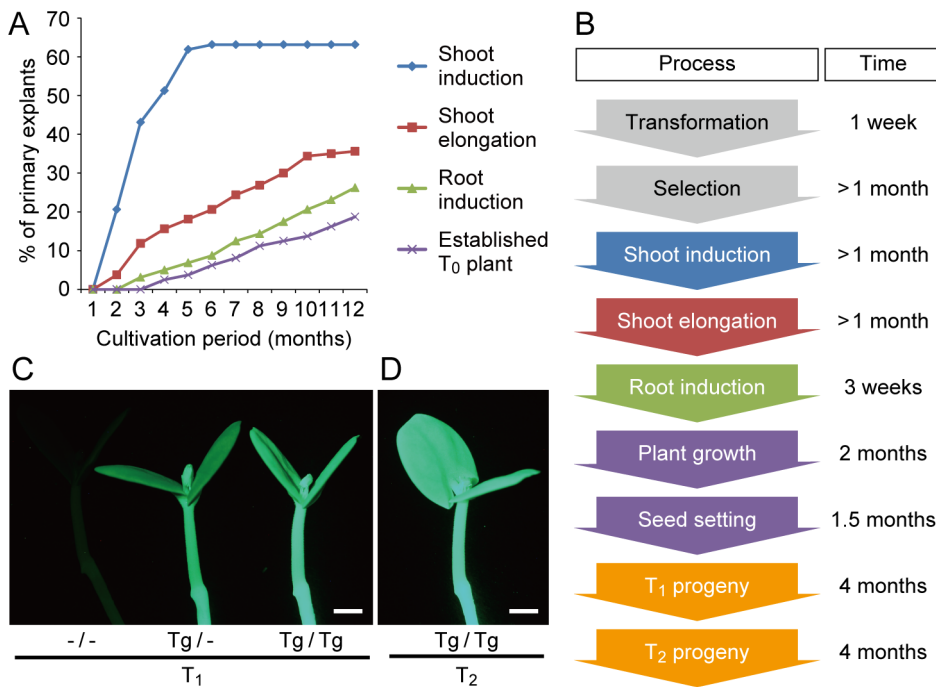 A
70
60
50
40
30
20
10
0
% of primary explants
1 2 3 4 5 6 7 8 9 101112
Cultivation period (months)
Shoot
induction
Shoot
elongation
Root
induction
Established
T0 plant
B
Process Time
Transformation 1 week
Selection >1 month
Shoot induction >1 month
Shoot elongation >1 month
Root induction 3 weeks
Plant growth 2 months
Seed setting 1.5 months
T1 progeny 4 months
T2 progeny 4 months
C
-/- Tg/- Tg/Tg
T1
D
Tg/Tg
T2